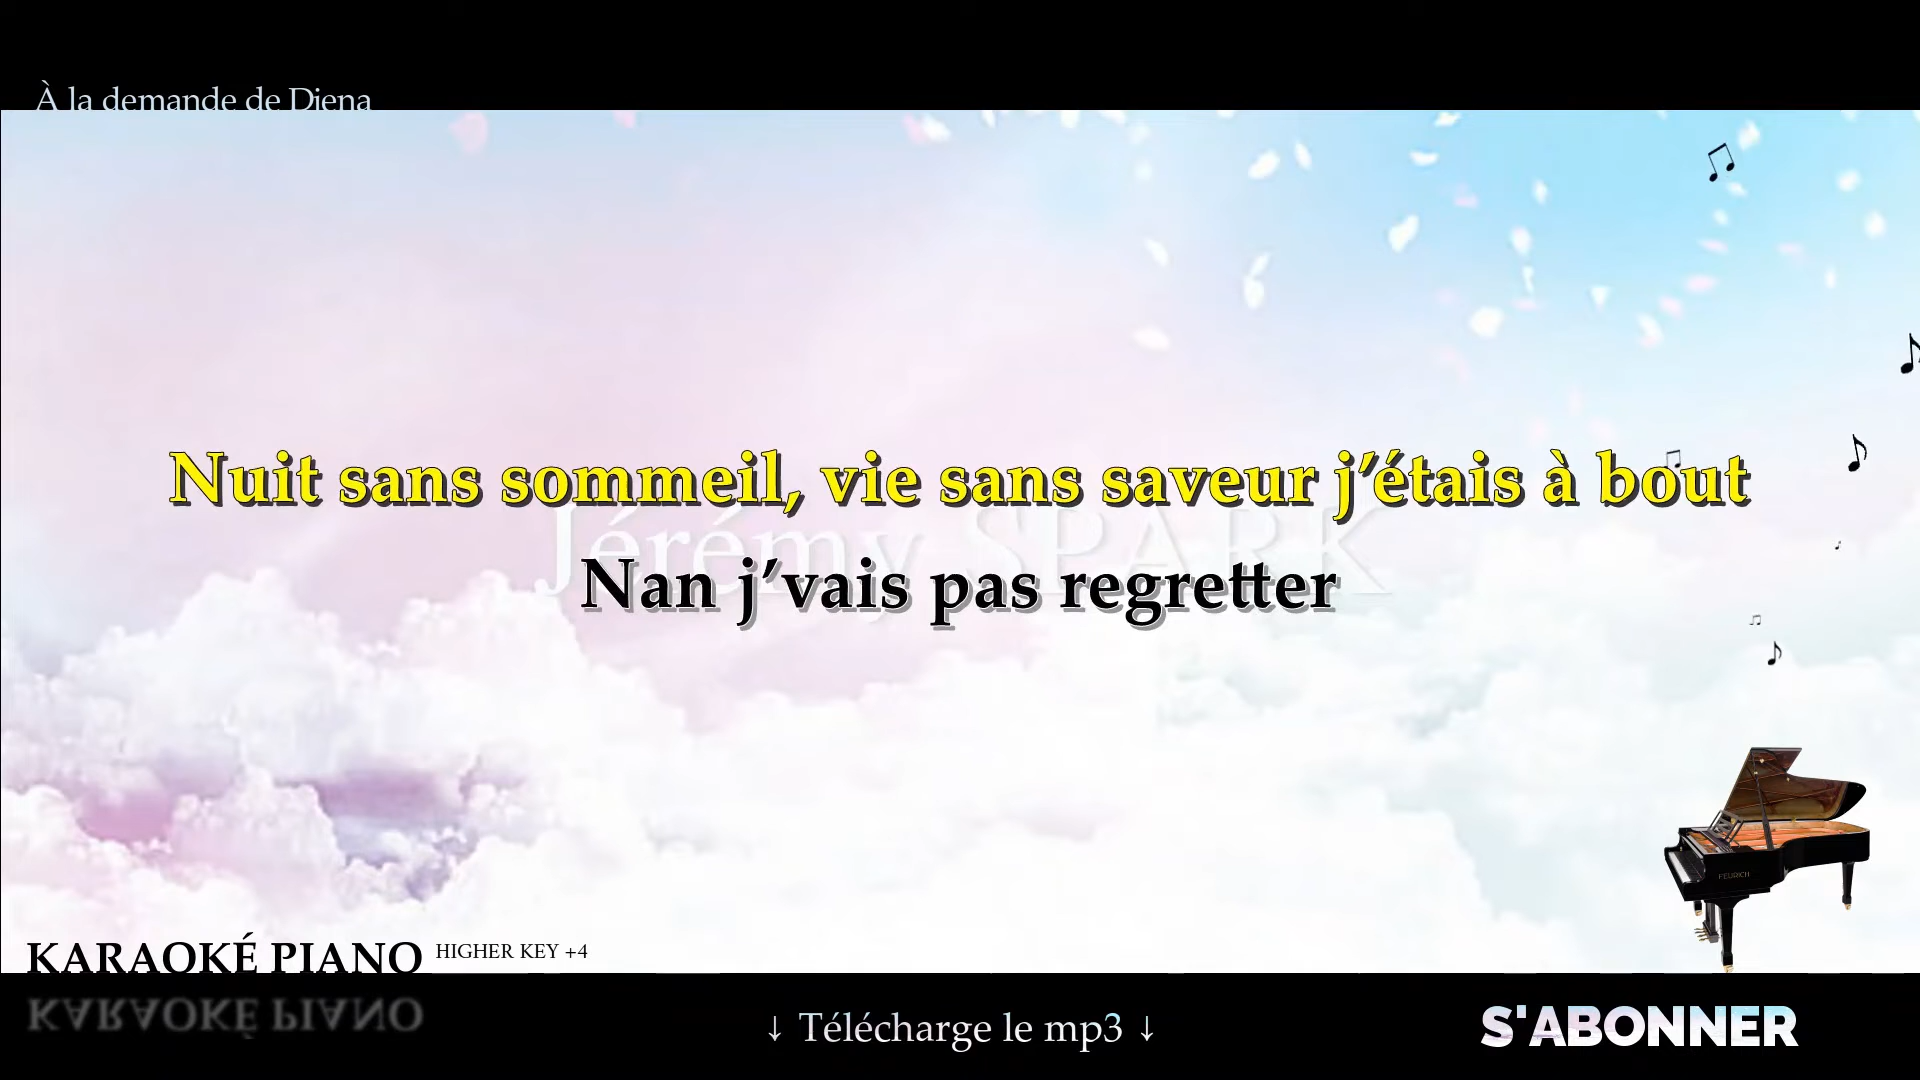 À la demande de Diena
Nuit sans sommeil, vie sans saveur j’étais à bout
Jérémy SPARK
Nan j’vais pas regretter
FEURICH
KARAOKÉ PIANO HIGHER KEY +4
KARAOKÉ PIANO
↓ Télécharge le mp3 ↓
S'ABONNER